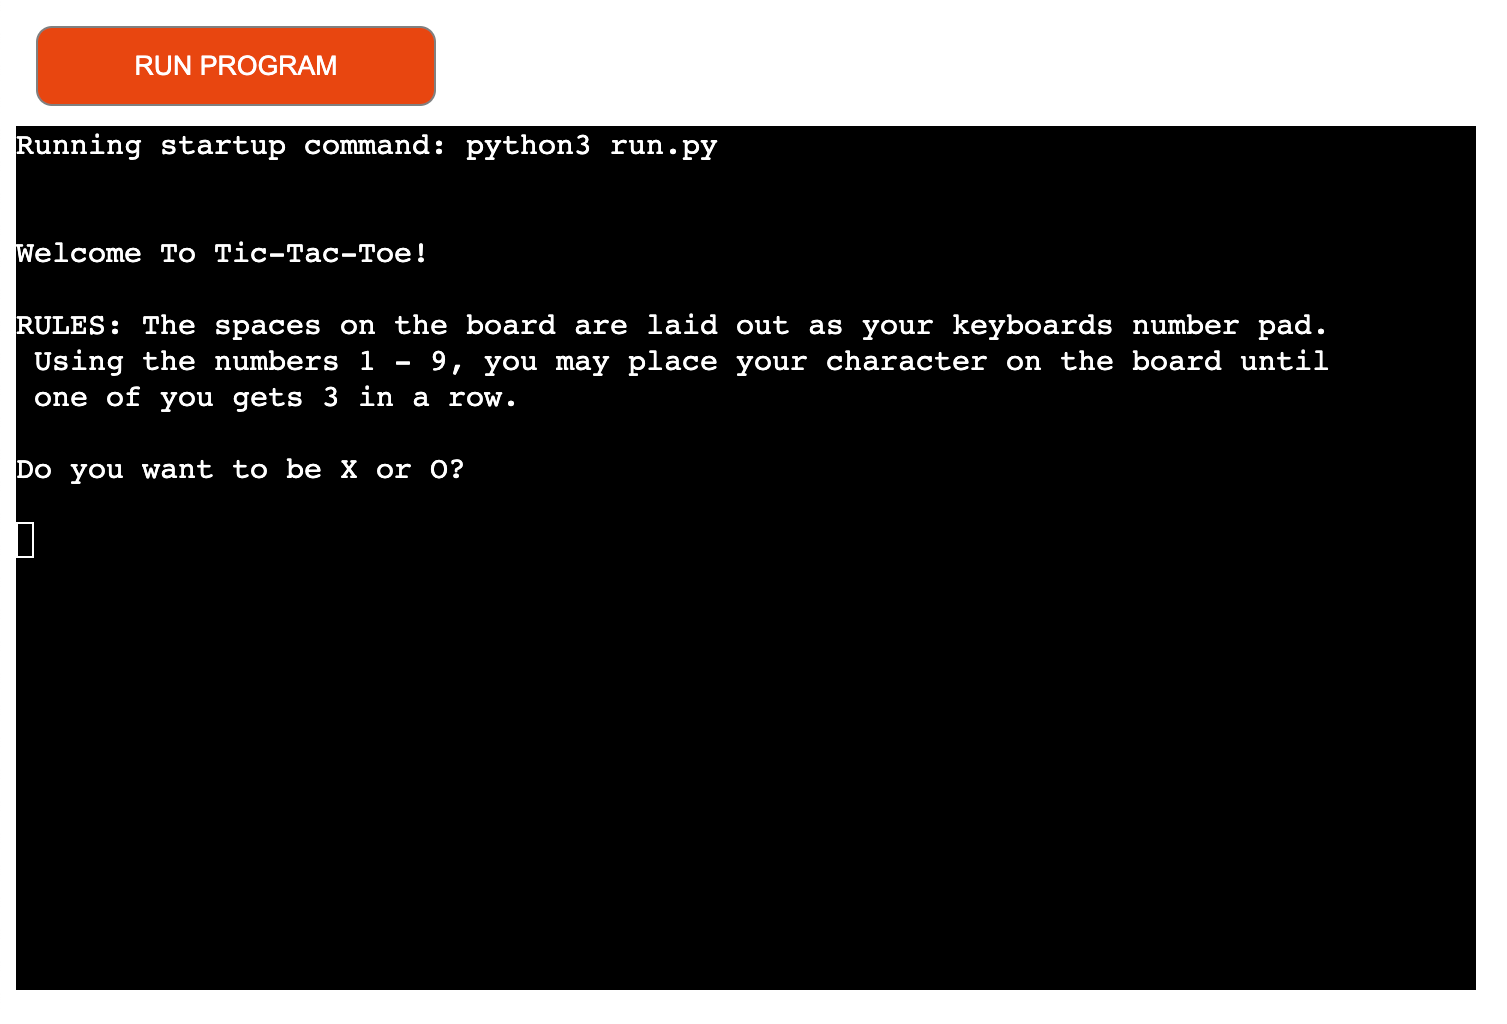 RUN PROGRAM
Running startup command: python3 run.py
Welcome To Tic-Tac-Toe!
RULES: The spaces on the board are laid out as your keyboards number pad.
Using the numbers 1 - 9, you may place your character on the board until
one of you gets 3 in a row.
Do you want to be X or O?